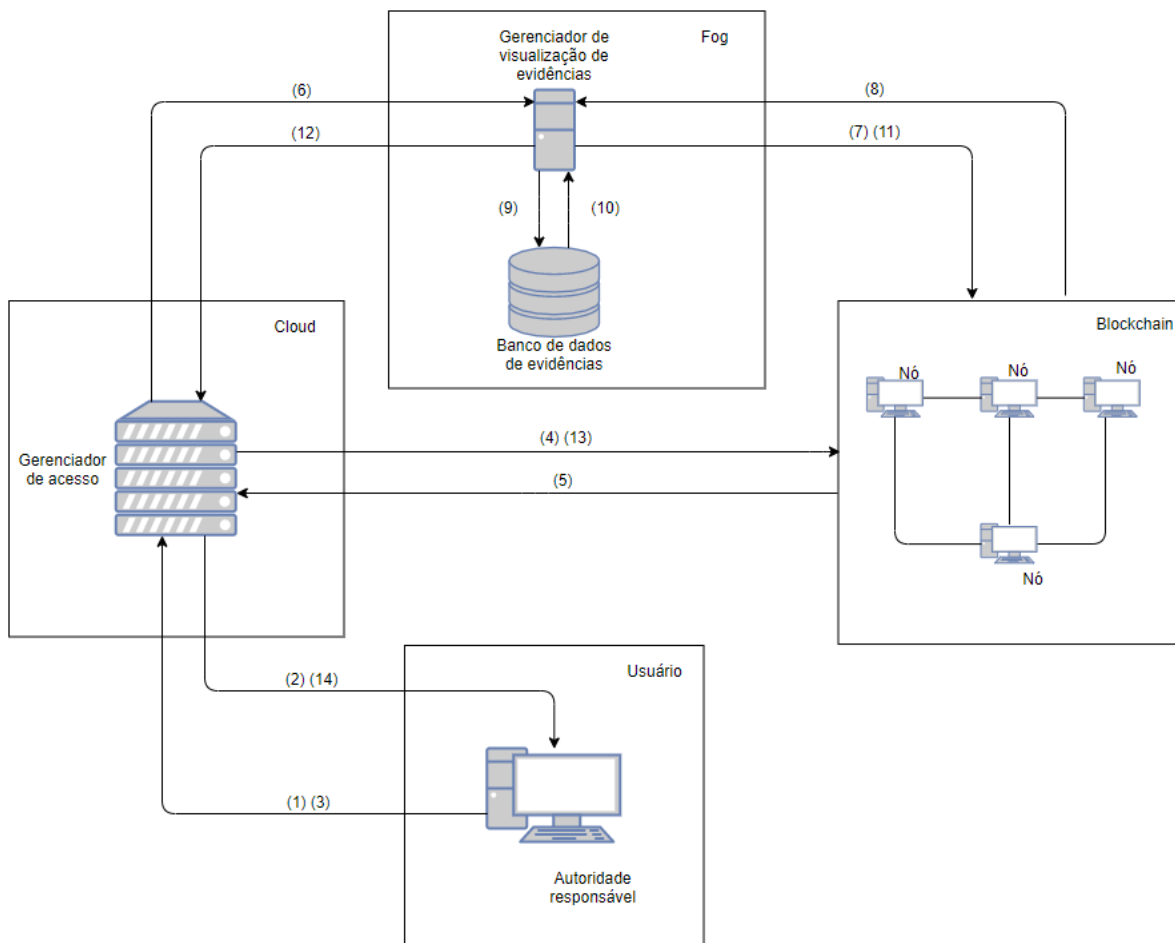 Gerenciador de
visualização de
evidências
Fog
(6)
(8)
(12)
(7) (11)
(9)
(10)
Banco de dados
de evidências
Cloud
Gerenciador
de acesso
(4) (13)
(5)
Blockchain
Nó
Nó
Nó
Nó
Usuário
(2) (14)
(1) (3)
Autoridade
responsável